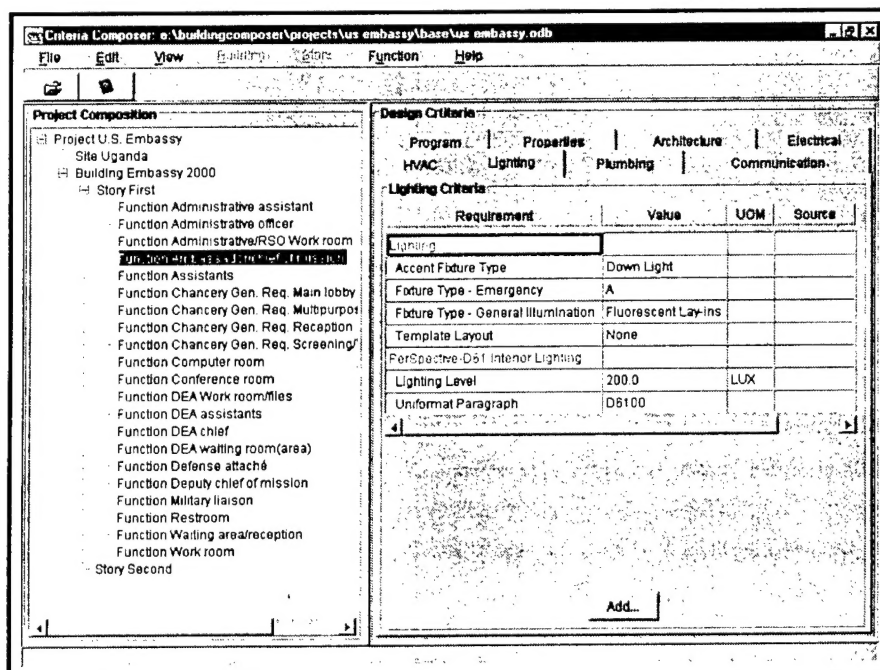 Criteria Composer: e:\buildingcomposer\projects\us embassy\base\us embassy.odb
File Edit View Building Store Function Help
Project Composition
Project U.S. Embassy
Site Uganda
Building Embassy 2000
Story First
Function Administrative assistant
Function Administrative officer
Function Administrative/RSO Work room
Function
Function Assistants
Function Chancery Gen. Req. Main lobby
Function Chancery Gen. Req. Multipurpo
Function Chancery Gen. Req. Reception
Function Chancery Gen. Req. Screening/
Function Computer room
Function Conference room
Function DEA Work room/files
Function DEA assistants
Function DEA chief
Function DEA waiting room(area)
Function Defense attaché
Function Deputy chief of mission
Function Military liaison
Function Restroom
Function Waiting area/reception
Function Work room
Story Second
Design Criteria
Program Properties Architecture Electrical
HVAC Lighting Plumbing Communication
Lighting Criteria
Requirement Value UOM Source
Lighting
Accent Fixture Type Down Light
Fixture Type - Emergency A
Fixture Type - General Illumination Fluorescent Lay-ins
Template Layout None
PerSpective-D61 Interior Lighting
Lighting Level 200.0 LUX
Uniformat Paragraph D6100
Add...